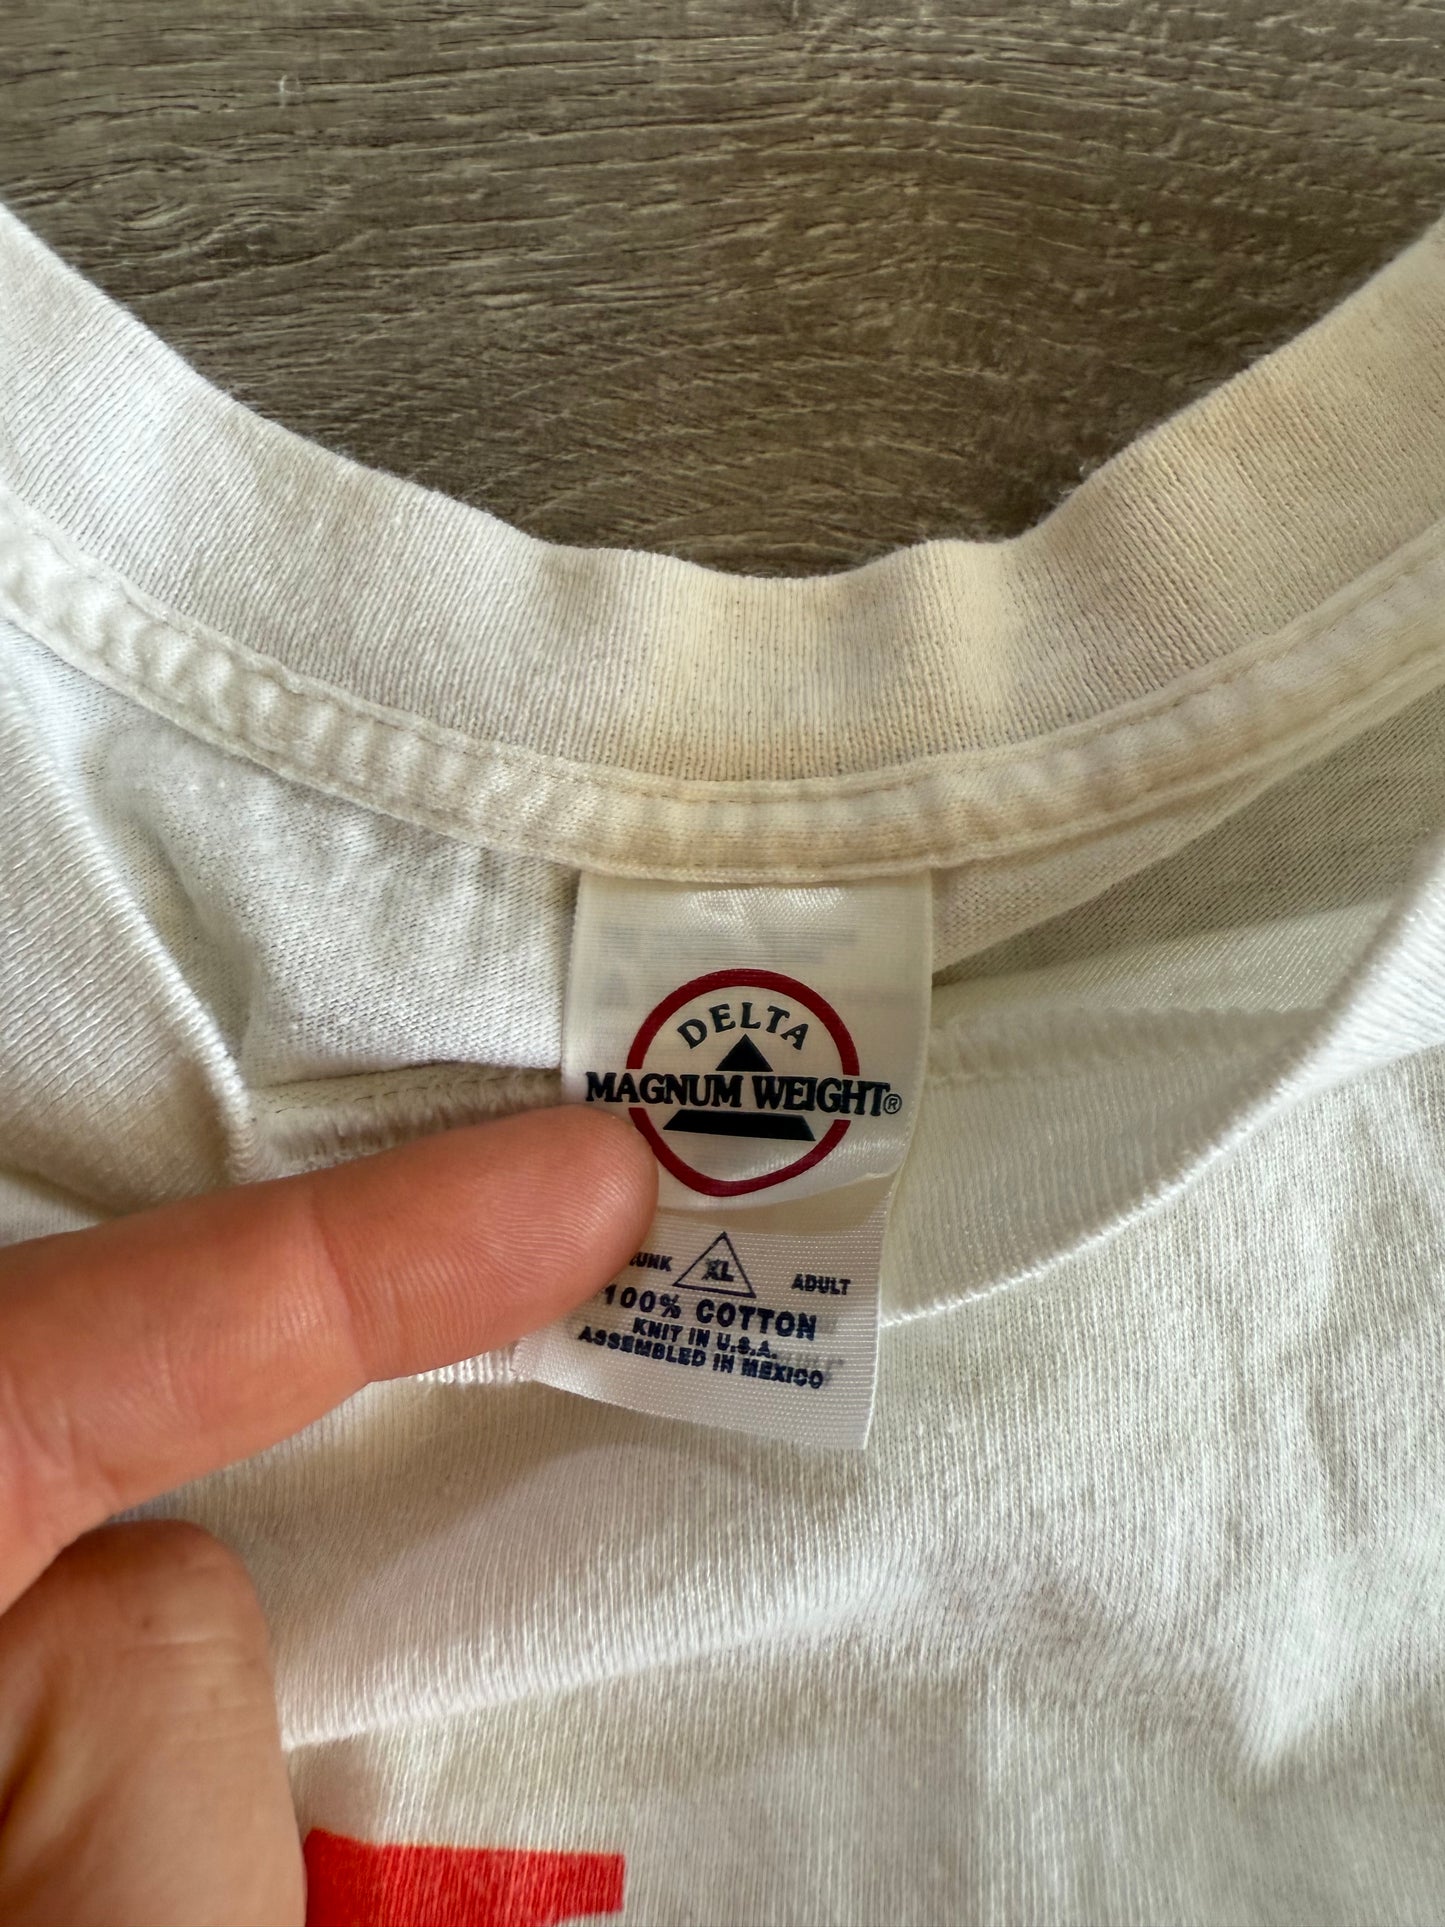 DELTA
MAGNUM WEIGHT®
XL ADULT
100% COTTON
KNIT IN U.S.A.
ASSEMBLED IN MEXICO